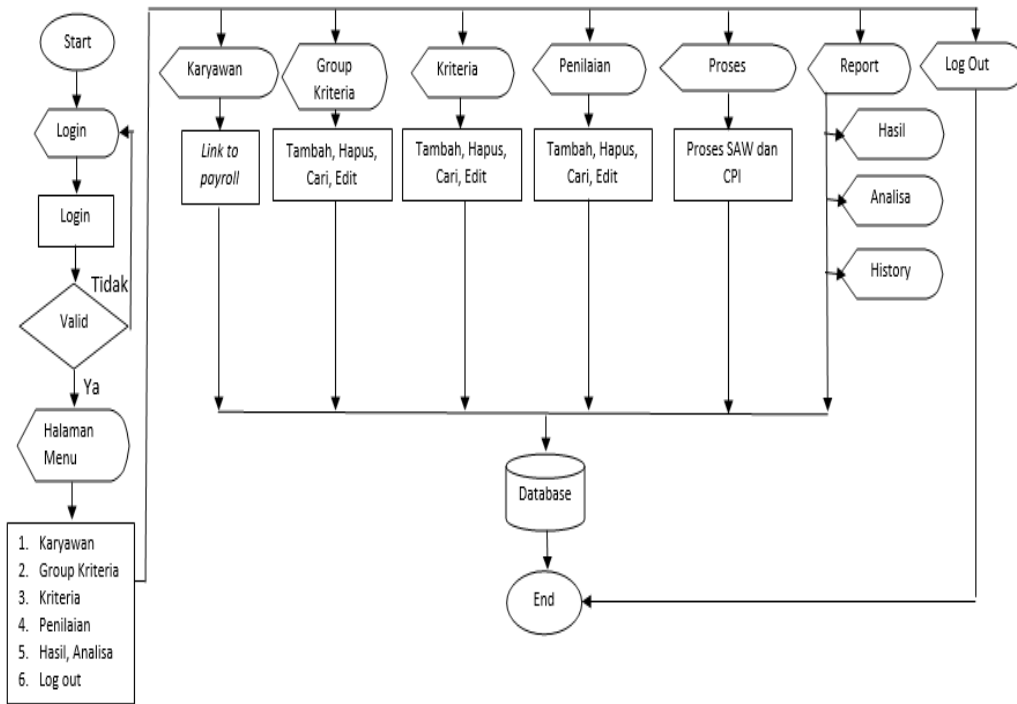 Start
Login
Login
Tidak
Valid
Ya
Halaman
Menu
1. Karyawan
2. Group Kriteria
3. Kriteria
4. Penilaian
5. Hasil, Analisa
6. Log out
Karyawan
Link to
payroll
Group
Kriteria
Tambah, Hapus,
Cari, Edit
Kriteria
Tambah, Hapus,
Cari, Edit
Penilaian
Tambah, Hapus,
Cari, Edit
Proses
Proses SAW dan
CPI
Report
Hasil
Analisa
History
Log Out
Database
End